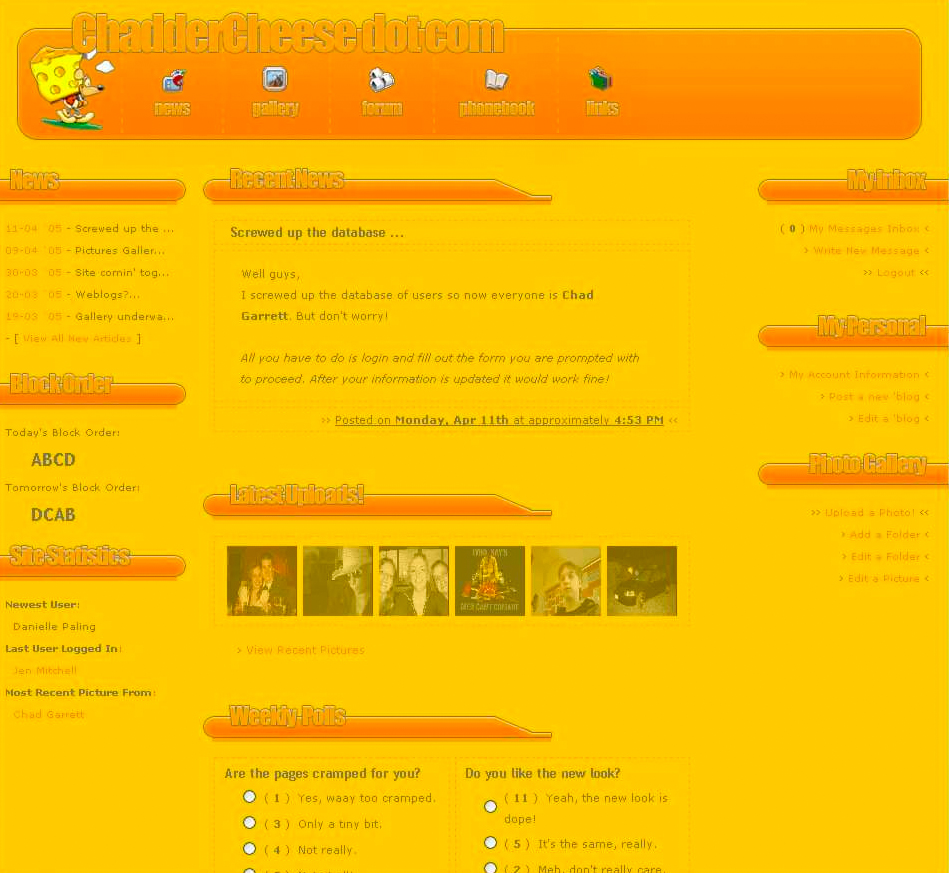 ChadderCheese dot com
news gallery forum phonebook links
News
11-04 `05 - Screwed up the ...
09-04 `05 - Pictures Galler...
30-03 `05 - Site comin' tog...
20-03 `05 - Weblogs?...
19-03 `05 - Gallery underwa...
- [ View All New Articles ]
Block Order
Today's Block Order:
ABCD
Tomorrow's Block Order:
DCAB
Site Statistics
Newest User:
Danielle Paling
Last User Logged In:
Jen Mitchell
Most Recent Picture From:
Chad Garrett
Recent News
Screwed up the database ...
Well guys,
I screwed up the database of users so now everyone is Chad
Garrett. But don't worry!
All you have to do is login and fill out the form you are prompted with
to proceed. After your information is updated it would work fine!
>> Posted on Monday, Apr 11th at approximately 4:53 PM <<
Latest Uploads!
> View Recent Pictures
Weekly Polls
Are the pages cramped for you?
( 1 ) Yes, waay too cramped.
( 3 ) Only a tiny bit.
( 4 ) Not really.
Do you like the new look?
( 11 ) Yeah, the new look is
dope!
( 5 ) It's the same, really.
( 2 ) Meh, don't really care.
My Inbox
( 0 ) My Messages Inbox <
> Write New Message <
>> Logout <<
My Personal
> My Account Information <
> Post a new 'blog <
> Edit a 'blog <
Photo Gallery
>> Upload a Photo! <<
> Add a Folder <
> Edit a Folder <
> Edit a Picture <